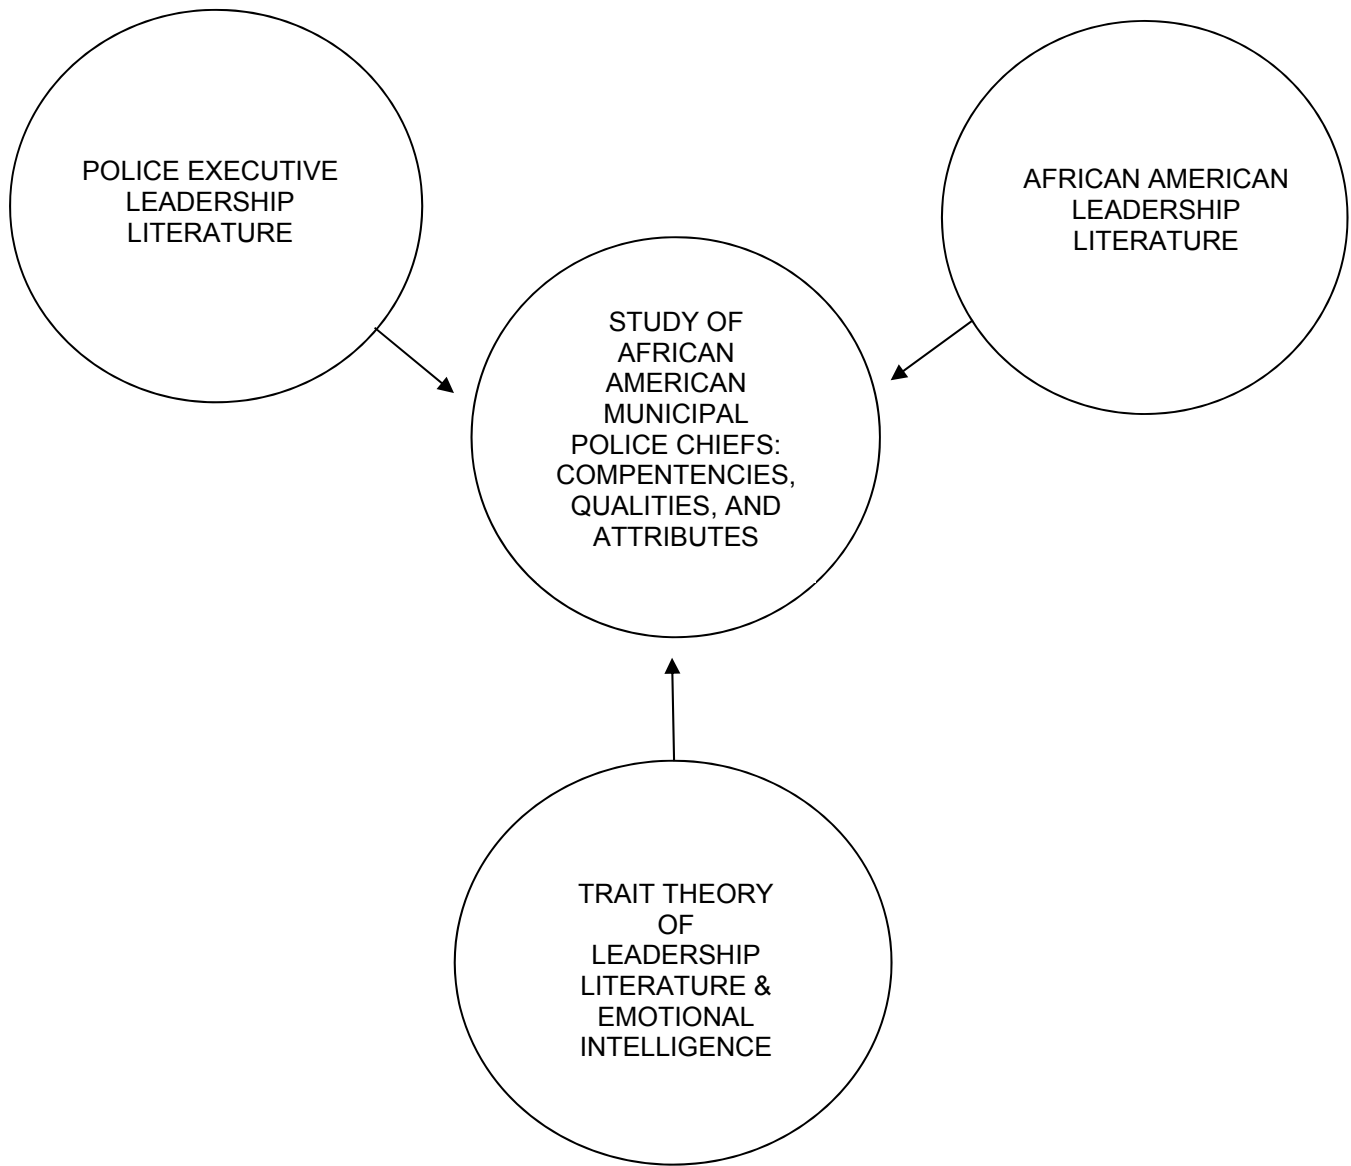 POLICE EXECUTIVE
LEADERSHIP
LITERATURE
AFRICAN AMERICAN
LEADERSHIP
LITERATURE
STUDY OF
AFRICAN
AMERICAN
MUNICIPAL
POLICE CHIEFS:
COMPENTENCIES,
QUALITIES, AND
ATTRIBUTES
TRAIT THEORY
OF
LEADERSHIP
LITERATURE &
EMOTIONAL
INTELLIGENCE